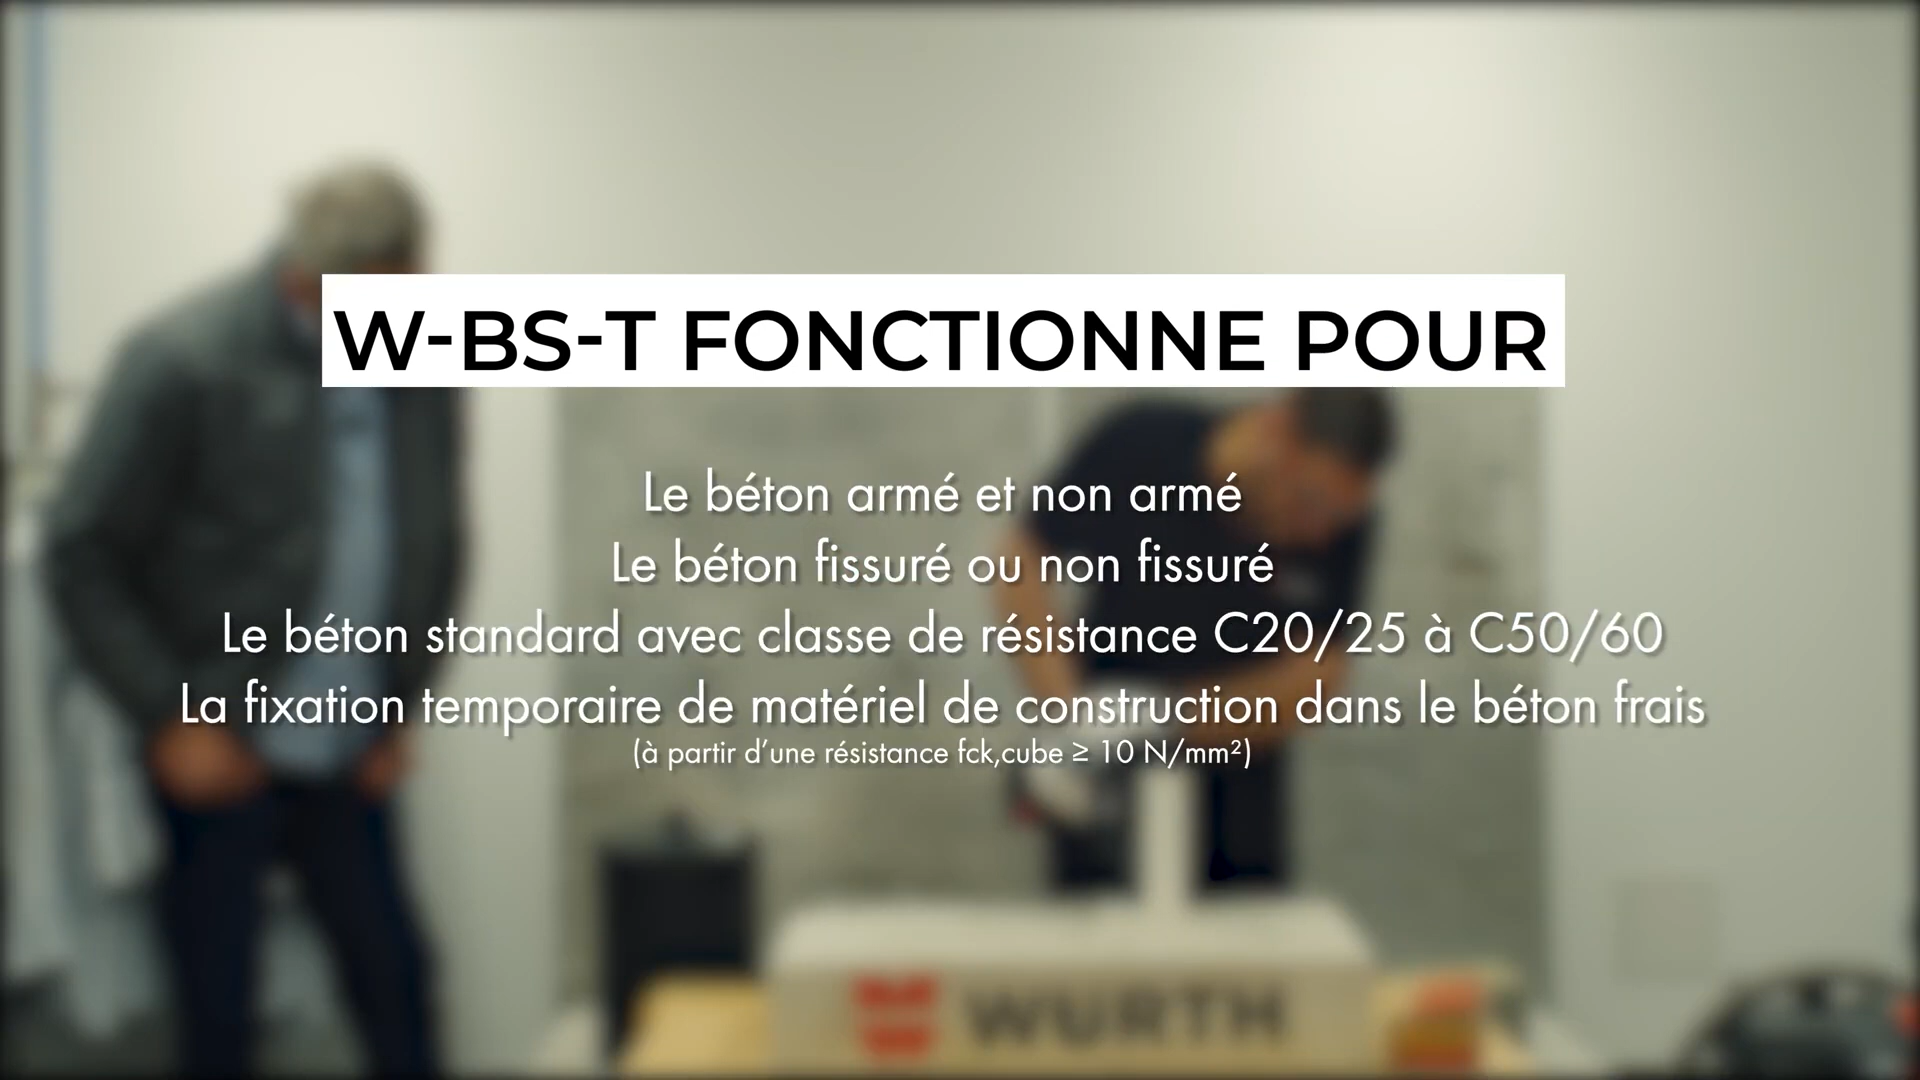 W-BS-T FONCTIONNE POUR
Le béton armé et non armé
Le béton fissuré ou non fissuré
Le béton standard avec classe de résistance C20/25 à C50/60
La fixation temporaire de matériel de construction dans le béton frais
(à partir d’une résistance fck,cube ≥ 10 N/mm²)
WURTH